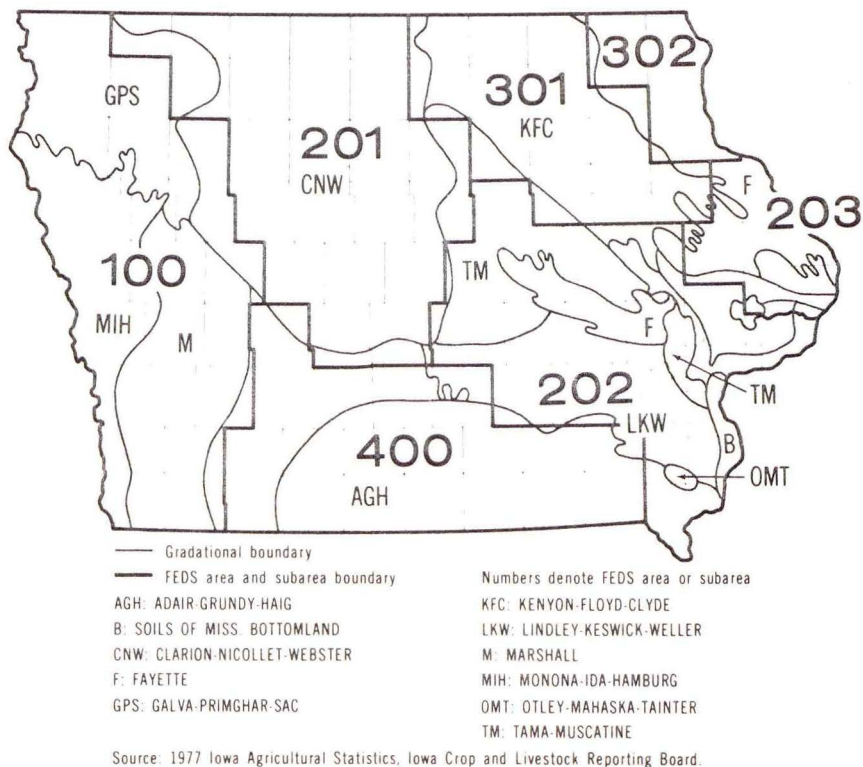 302
GPS
301
KFC
201
CNW
F
203
100
TM
MIH
M
F
202
TM
LKW
B
400
OMT
AGH
Gradational boundary
FEDS area and subarea boundary
AGH: ADAIR-GRUNDY-HAIG
B: SOILS OF MISS. BOTTOMLAND
CNW: CLARION-NICOLLET-WEBSTER
F: FAYETTE
GPS: GALVA-PRIMGHAR-SAC
Numbers denote FEDS area or subarea
KFC: KENYON-FLOYD-CLYDE
LKW: LINDLEY-KESWICK-WELLER
M: MARSHALL
MIH: MONONA-IDA-HAMBURG
OMT: OTLEY-MAHASKA-TAINTER
TM: TAMA-MUSCATINE
Source: 1977 Iowa Agricultural Statistics, Iowa Crop and Livestock Reporting Board.